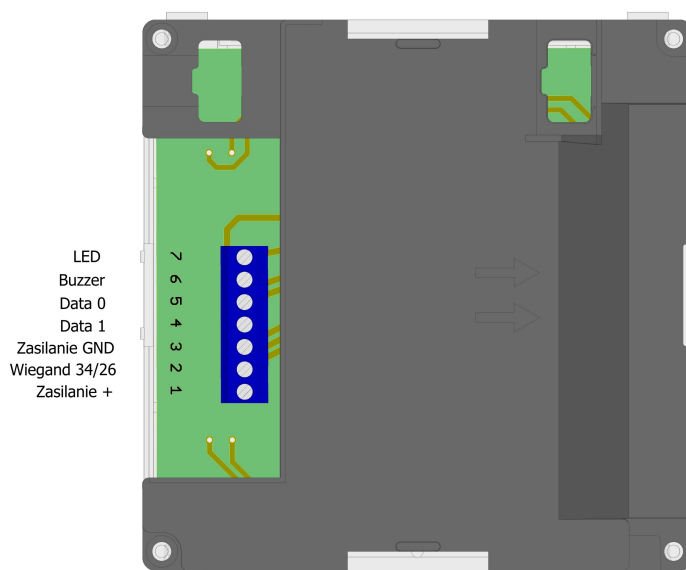 LED 7
Buzzer 6
Data 0 5
Data 1 4
Zasilanie GND 3
Wiegand 34/26 2
Zasilanie + 1